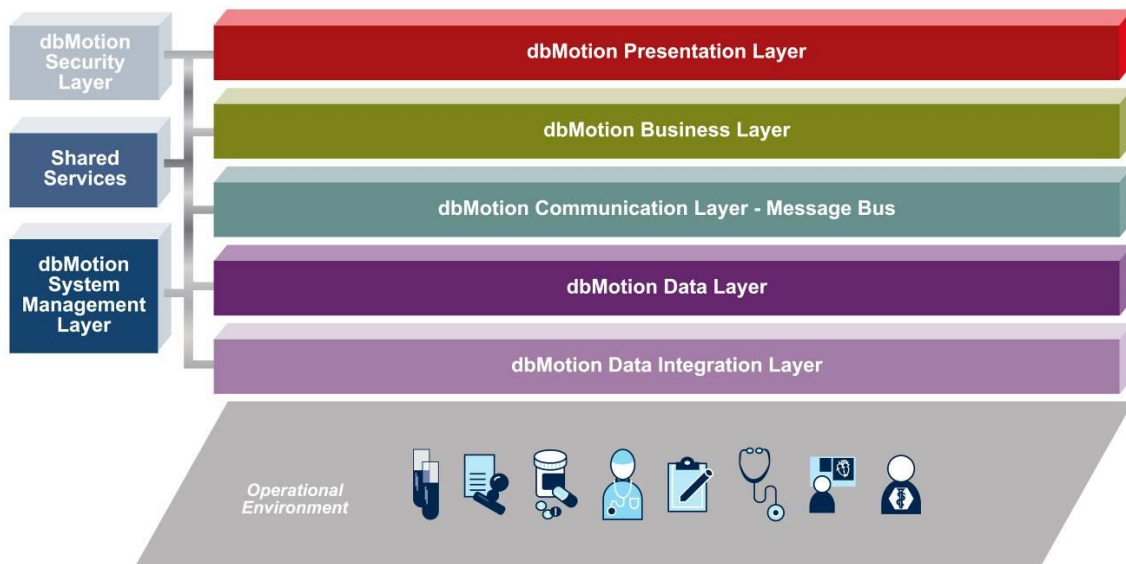 dbMotion
Security
Layer
Shared
Services
dbMotion
System
Management
Layer
dbMotion Presentation Layer
dbMotion Business Layer
dbMotion Communication Layer - Message Bus
dbMotion Data Layer
dbMotion Data Integration Layer
Operational
Environment